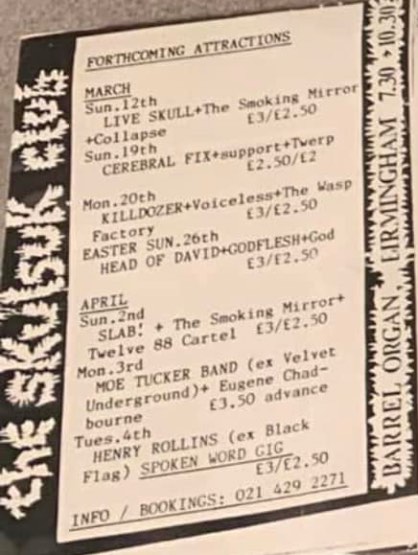 the sKulsuK club
FORTHCOMING ATTRACTIONS
MARCH
Sun.12th
LIVE SKULL+The Smoking Mirror
+Collapse £3/£2.50
Sun.19th
CEREBRAL FIX+support+Twerp
£2.50/£2
Mon.20th
KILLDOZER+Voiceless+The Wasp
Factory £3/£2.50
EASTER SUN.26th
HEAD OF DAVID+GODFLESH+God
£3/£2.50
APRIL
Sun.2nd
SLAB! + The Smoking Mirror+
Twelve 88 Cartel £3/£2.50
Mon.3rd
MOE TUCKER BAND (ex Velvet
Underground)+ Eugene Chad-
bourne £3.50 advance
Tues.4th
HENRY ROLLINS (ex Black
Flag) SPOKEN WORD GIG
£3/£2.50
INFO / BOOKINGS: 021 429 2271
BARREL ORGAN BIRMINGHAM 7.30 > 10.30